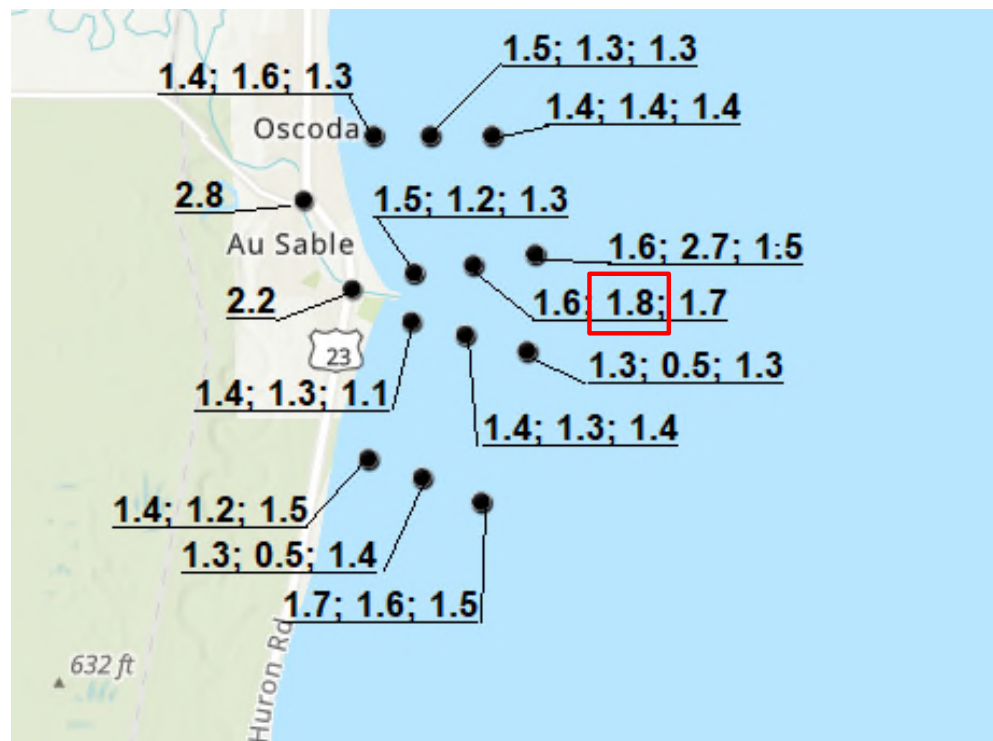 1.5; 1.3; 1.3
1.4; 1.6; 1.3
1.4; 1.4; 1.4
Oscoda
2.8
1.5; 1.2; 1.3
Au Sable
1.6; 2.7; 1.5
2.2
1.6; 1.8; 1.7
23
1.3; 0.5; 1.3
1.4; 1.3; 1.1
1.4; 1.3; 1.4
1.4; 1.2; 1.5
1.3; 0.5; 1.4
1.7; 1.6; 1.5
632 ft
Huron Rd